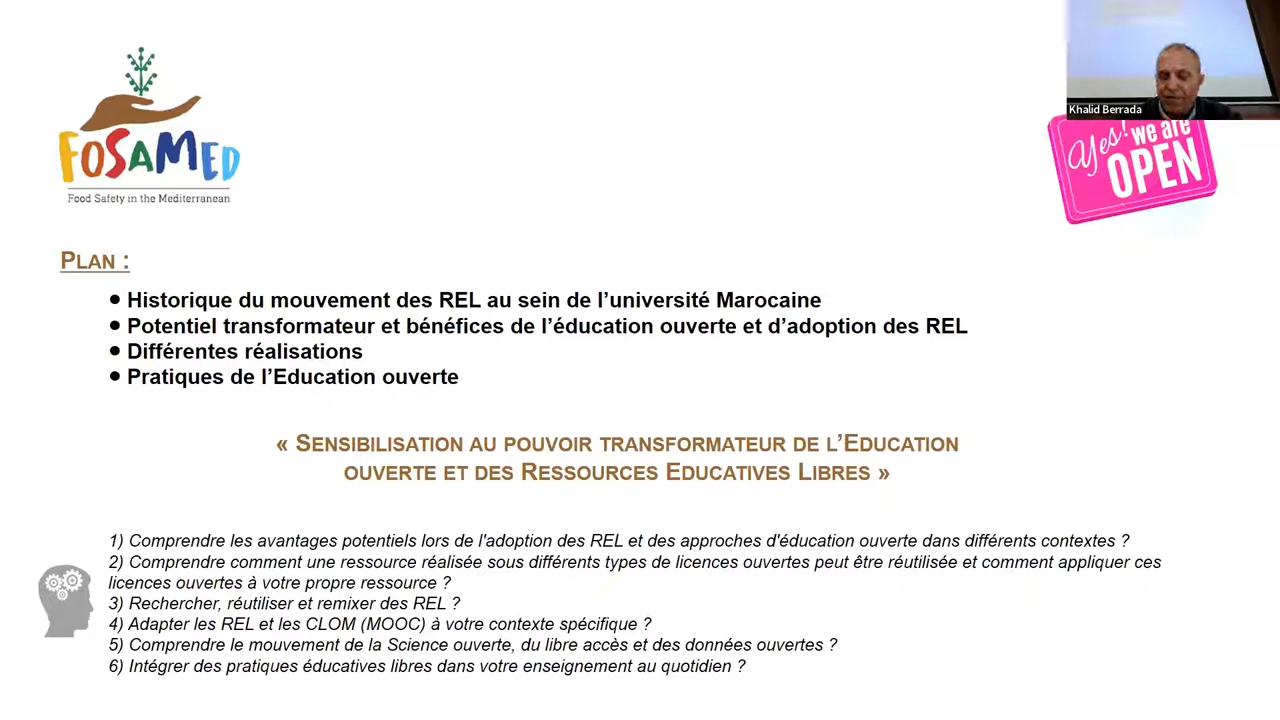 Khalid Berrada
Yes! we are
OPEN
FOSAMED
Food Safety in the Mediterranean
PLAN :
• Historique du mouvement des REL au sein de l’université Marocaine
• Potentiel transformateur et bénéfices de l’éducation ouverte et d’adoption des REL
• Différentes réalisations
• Pratiques de l’Education ouverte
« SENSIBILISATION AU POUVOIR TRANSFORMATEUR DE L’EDUCATION
OUVERTE ET DES RESSOURCES EDUCATIVES LIBRES »
1) Comprendre les avantages potentiels lors de l'adoption des REL et des approches d'éducation ouverte dans différents contextes ?
2) Comprendre comment une ressource réalisée sous différents types de licences ouvertes peut être réutilisée et comment appliquer ces
licences ouvertes à votre propre ressource ?
3) Rechercher, réutiliser et remixer des REL ?
4) Adapter les REL et les CLOM (MOOC) à votre contexte spécifique ?
5) Comprendre le mouvement de la Science ouverte, du libre accès et des données ouvertes ?
6) Intégrer des pratiques éducatives libres dans votre enseignement au quotidien ?